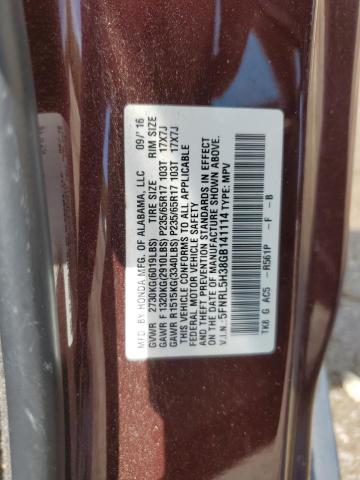 MFD. BY HONDA MFG. OF ALABAMA, LLC 09/'16
GVWR 2730KG(6019LBS) TIRE SIZE RIM SIZE
GAWR F 1320KG(2910LBS) P235/65R17 103T 17X7J
GAWR R 1515KG(3340LBS) P235/65R17 103T 17X7J
THIS VEHICLE CONFORMS TO ALL APPLICABLE
FEDERAL MOTOR VEHICLE SAFETY
AND THEFT PREVENTION STANDARDS IN EFFECT
ON THE DATE OF MANUFACTURE SHOWN ABOVE
V.I.N.: 5FNRL5H38GB141114 TYPE: MPV
TK8 G AC5 - R561P - F - B